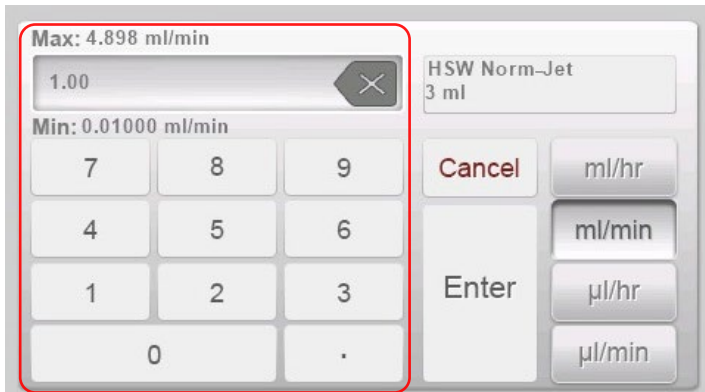 Max: 4.898 ml/min
1.00
HSW Norm-Jet
3 ml
Min: 0.01000 ml/min
7 8 9 Cancel ml/hr
4 5 6 ml/min
1 2 3 Enter µl/hr
0 . µl/min